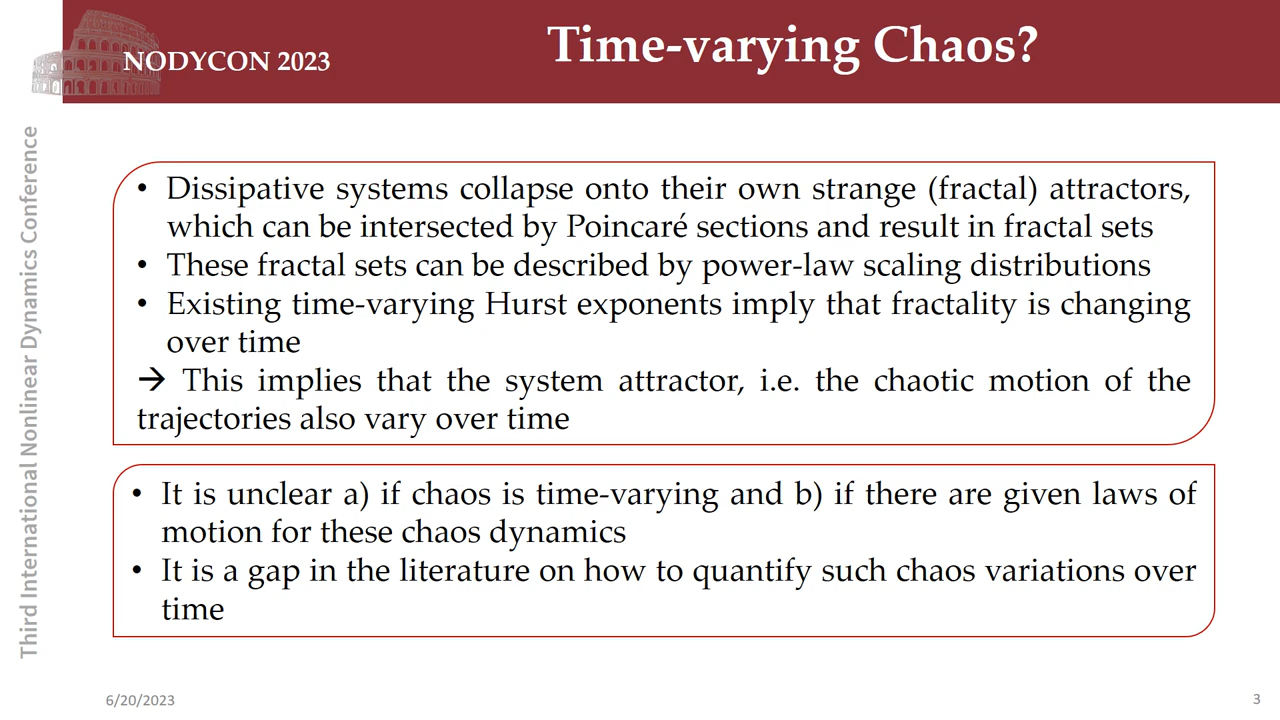 NODYCON 2023
Time-varying Chaos?
Third International Nonlinear Dynamics Conference
• Dissipative systems collapse onto their own strange (fractal) attractors,
which can be intersected by Poincaré sections and result in fractal sets
• These fractal sets can be described by power-law scaling distributions
• Existing time-varying Hurst exponents imply that fractality is changing
over time
→ This implies that the system attractor, i.e. the chaotic motion of the
trajectories also vary over time
• It is unclear a) if chaos is time-varying and b) if there are given laws of
motion for these chaos dynamics
• It is a gap in the literature on how to quantify such chaos variations over
time
6/20/2023
3